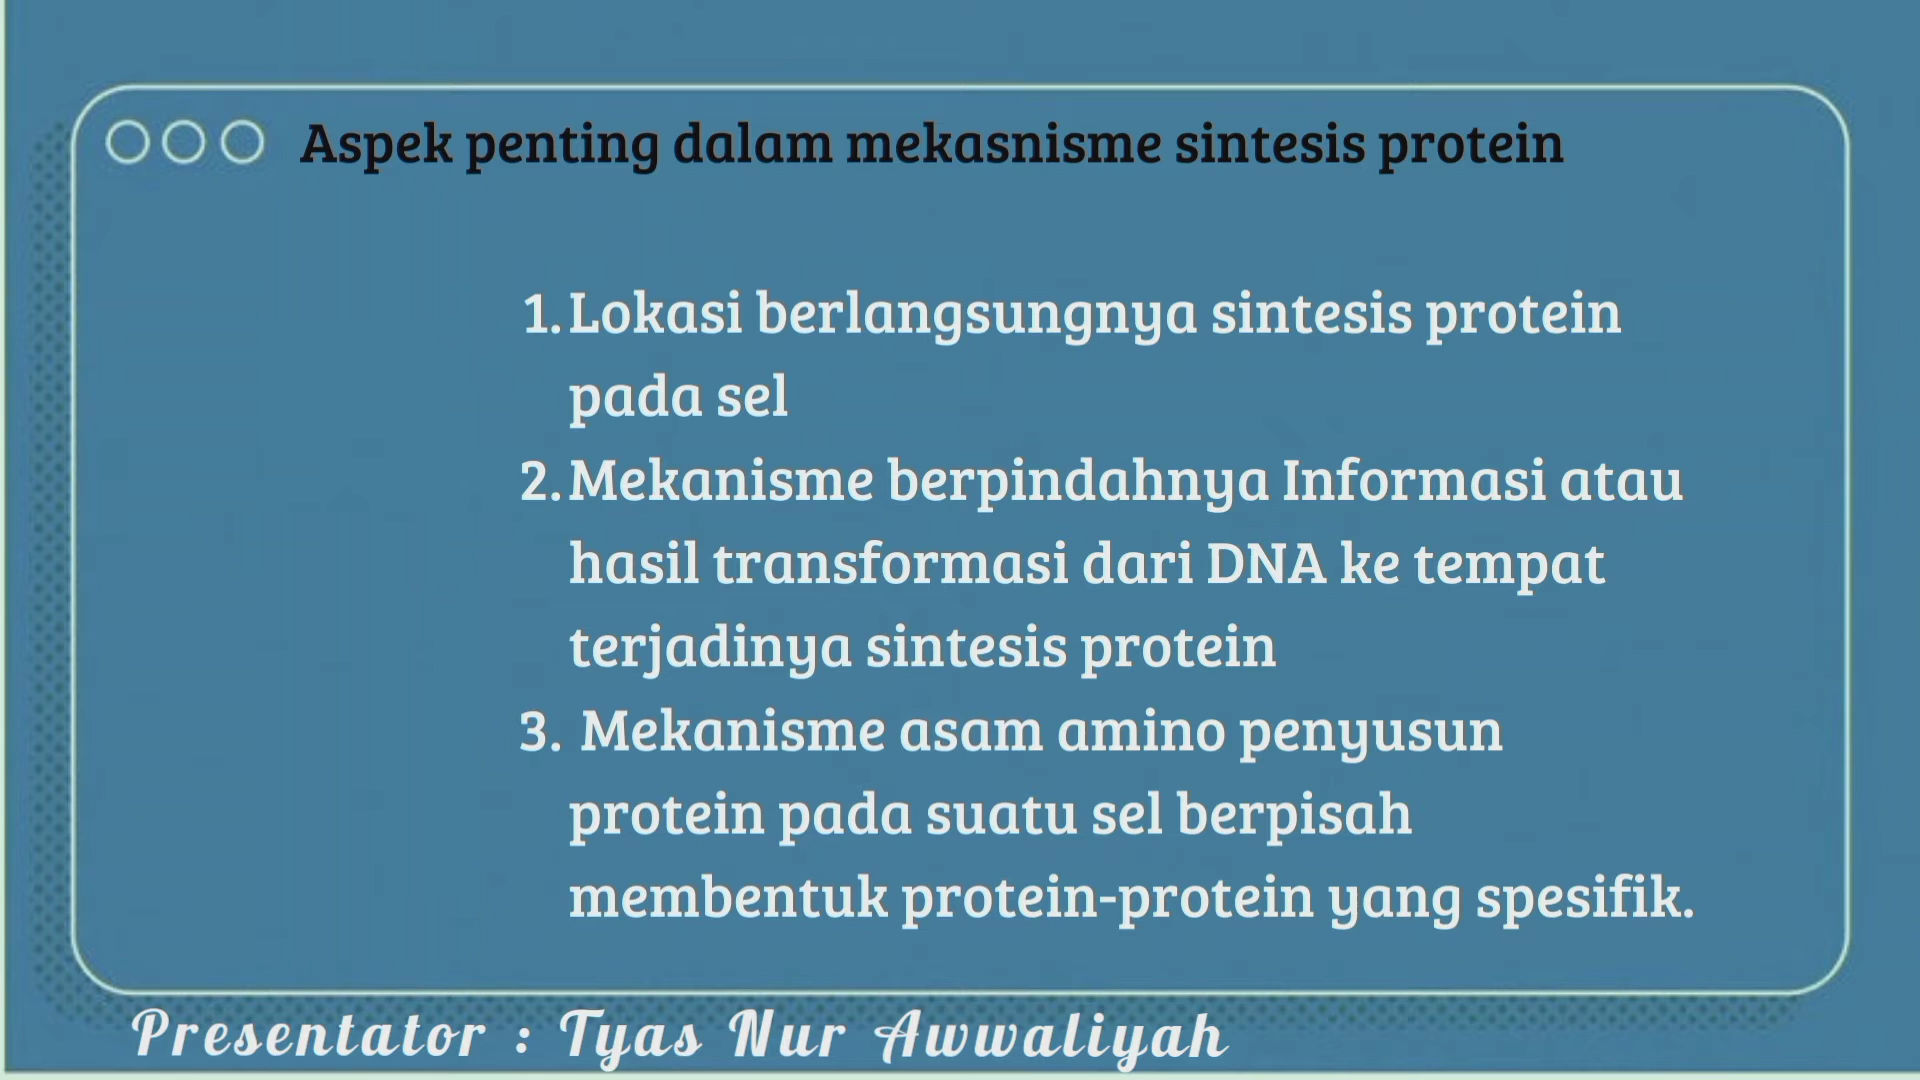 Aspek penting dalam mekasnisme sintesis protein
1. Lokasi berlangsungnya sintesis protein
pada sel
2. Mekanisme berpindahnya Informasi atau
hasil transformasi dari DNA ke tempat
terjadinya sintesis protein
3. Mekanisme asam amino penyusun
protein pada suatu sel berpisah
membentuk protein-protein yang spesifik.
Presentator : Tyas Nur Awwaliyah